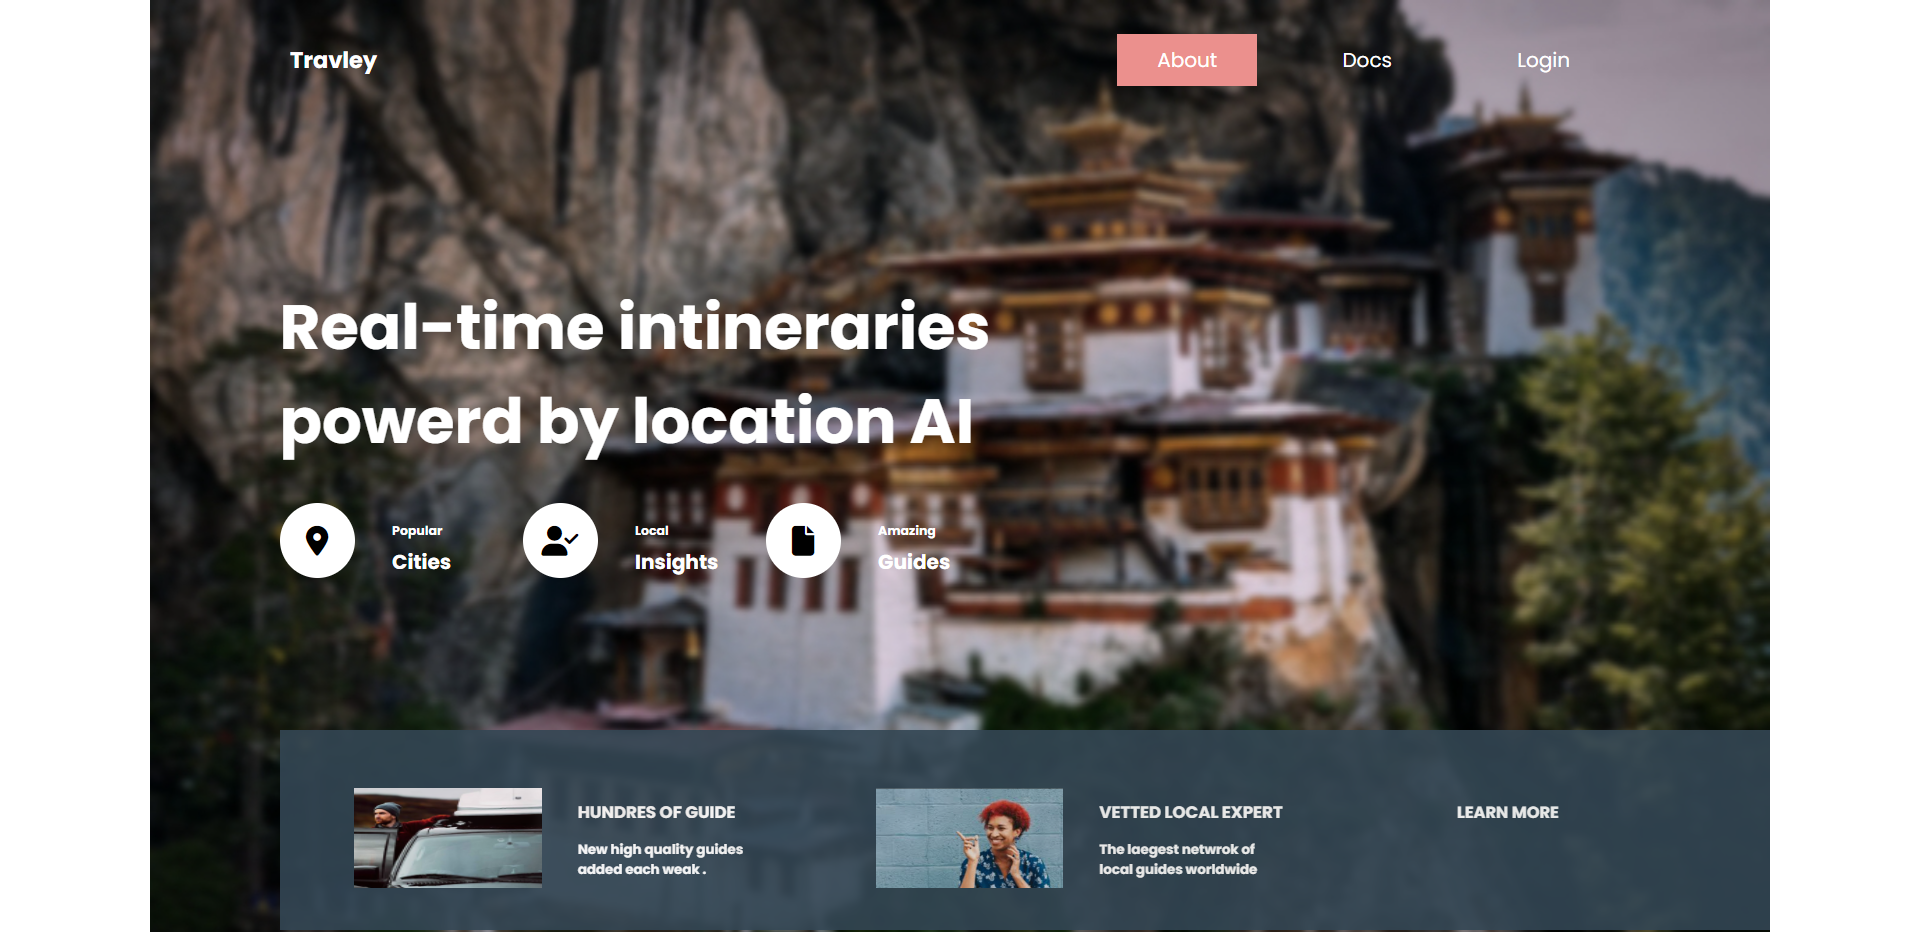 Travley
About
Docs
Login
Real-time intineraries
powerd by location AI
Popular
Cities
Local
Insights
Amazing
Guides
HUNDRES OF GUIDE
New high quality guides
added each weak .
VETTED LOCAL EXPERT
The laegest netwrok of
local guides worldwide
LEARN MORE